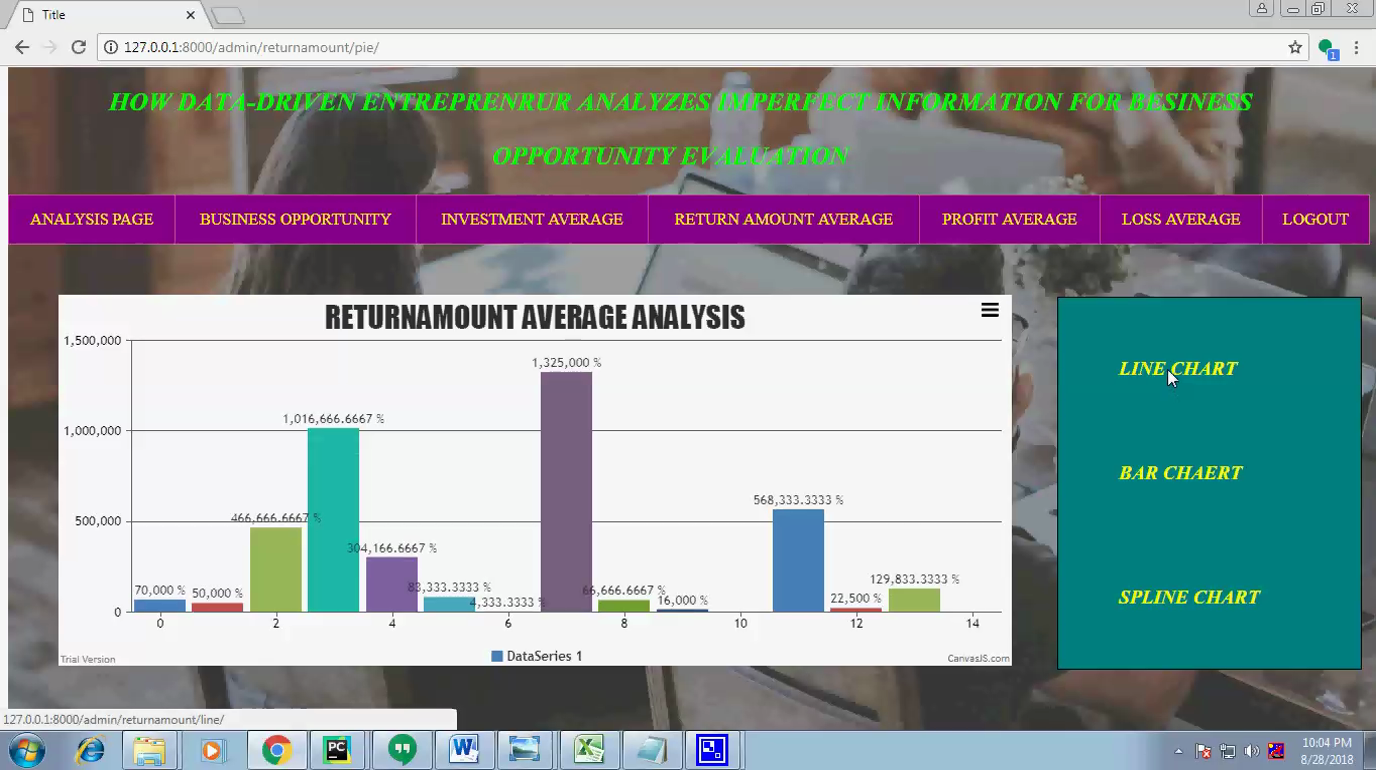 Title
127.0.0.1:8000/admin/returnamount/pie/
1
HOW DATA-DRIVEN ENTREPRENRUR ANALYZES IMPERFECT INFORMATION FOR BESINESS
OPPORTUNITY EVALUATION
ANALYSIS PAGE BUSINESS OPPORTUNITY INVESTMENT AVERAGE RETURN AMOUNT AVERAGE PROFIT AVERAGE LOSS AVERAGE LOGOUT
RETURNAMOUNT AVERAGE ANALYSIS
1,500,000
1,325,000 %
1,016,666.6667 %
1,000,000
568,333.3333 %
466,666.6667 %
500,000
304,166.6667 %
83,333.3333 %
129,833.3333 %
70,000 %
50,000 %
66,666.6667 %
4,333.3333 %
16,000 %
22,500 %
0
0 2 4 6 8 10 12 14
DataSeries 1
Trial Version
CanvasJS.com
LINE CHART
BAR CHAERT
SPLINE CHART
127.0.0.1:8000/admin/returnamount/line/
PC
W
10:04 PM
8/28/2018